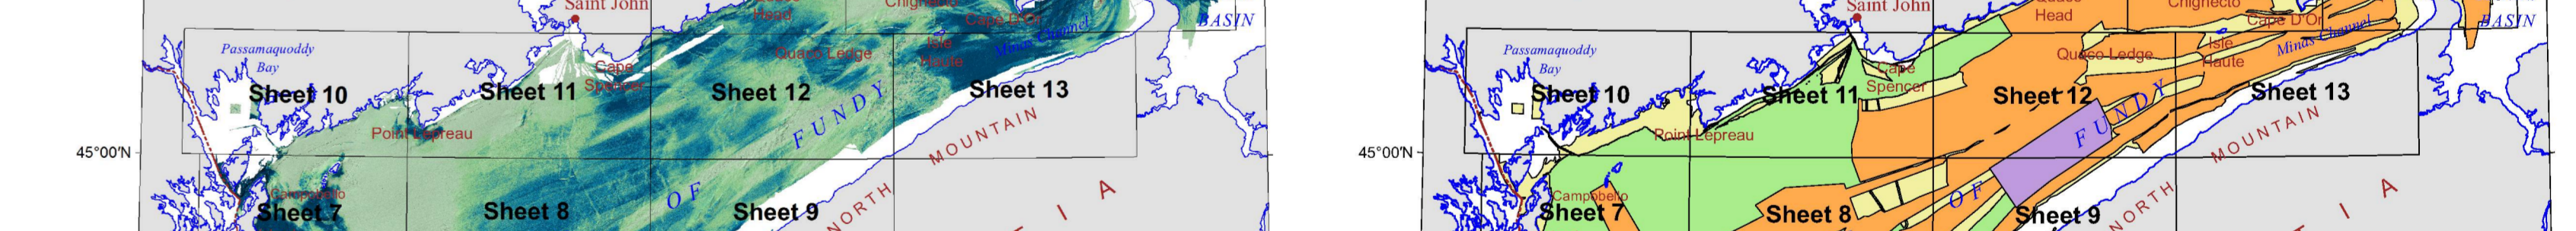 Saint John
Quaco
Head
Chignecto
Cape D'Or
BASIN
Passamaquoddy
Bay
Quaco Ledge
Isle
Haute
Minas Channel
Cape
Spencer
Sheet 10
Sheet 11
Sheet 12
Sheet 13
Point Lepreau
FUNDY
MOUNTAIN
45°00'N
Campobello
Sheet 7
Sheet 8
OF
Sheet 9
NORTH
I A
Saint John
Quaco
Head
Chignecto
Cape D'Or
BASIN
Passamaquoddy
Bay
Quaco Ledge
Isle
Haute
Minas Channel
Cape
Spencer
Sheet 10
Sheet 11
Sheet 12
Sheet 13
Point Lepreau
FUNDY
MOUNTAIN
45°00'N
Campobello
Sheet 7
Sheet 8
OF
Sheet 9
NORTH
I A